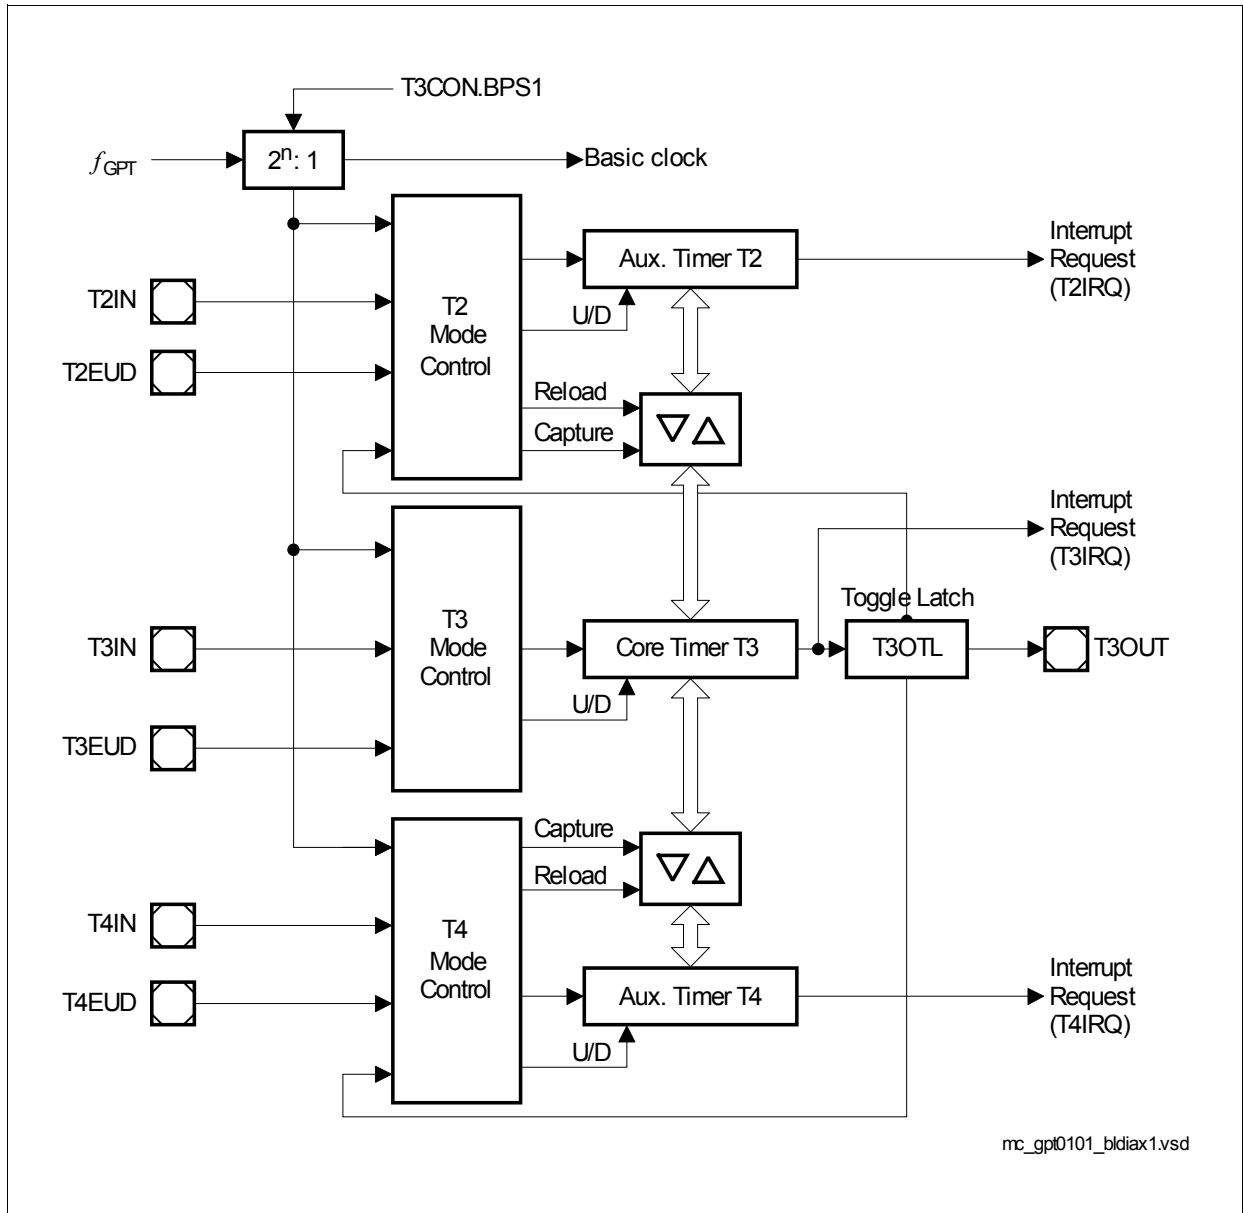 T3CON.BPS1
fGPT
2n: 1
Basic clock
T2IN
T2EUD
T2
Mode
Control
U/D
Reload
Capture
Aux. Timer T2
Interrupt
Request
(T2IRQ)
T3IN
T3EUD
T3
Mode
Control
U/D
Core Timer T3
Interrupt
Request
(T3IRQ)
Toggle Latch
T3OTL
T3OUT
T4IN
T4EUD
T4
Mode
Control
Capture
Reload
U/D
Aux. Timer T4
Interrupt
Request
(T4IRQ)
mc_gpt0101_bldiax1.vsd